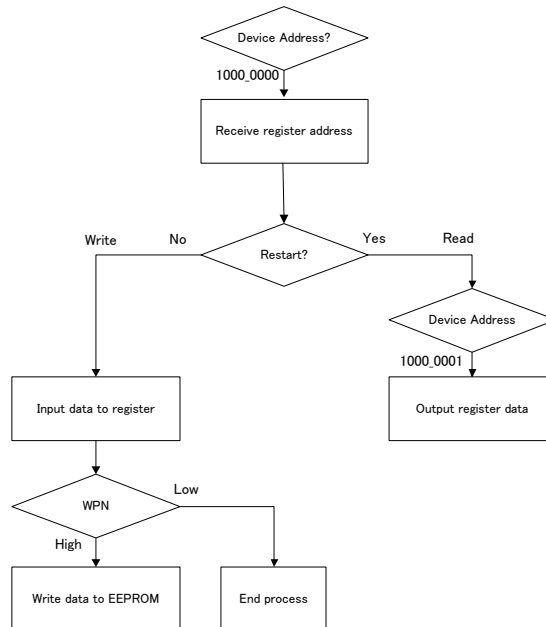 Device Address?
1000_0000
Receive register address
Write
No
Restart?
Yes
Read
Device Address
1000_0001
Input data to register
Output register data
WPN
Low
High
Write data to EEPROM
End process